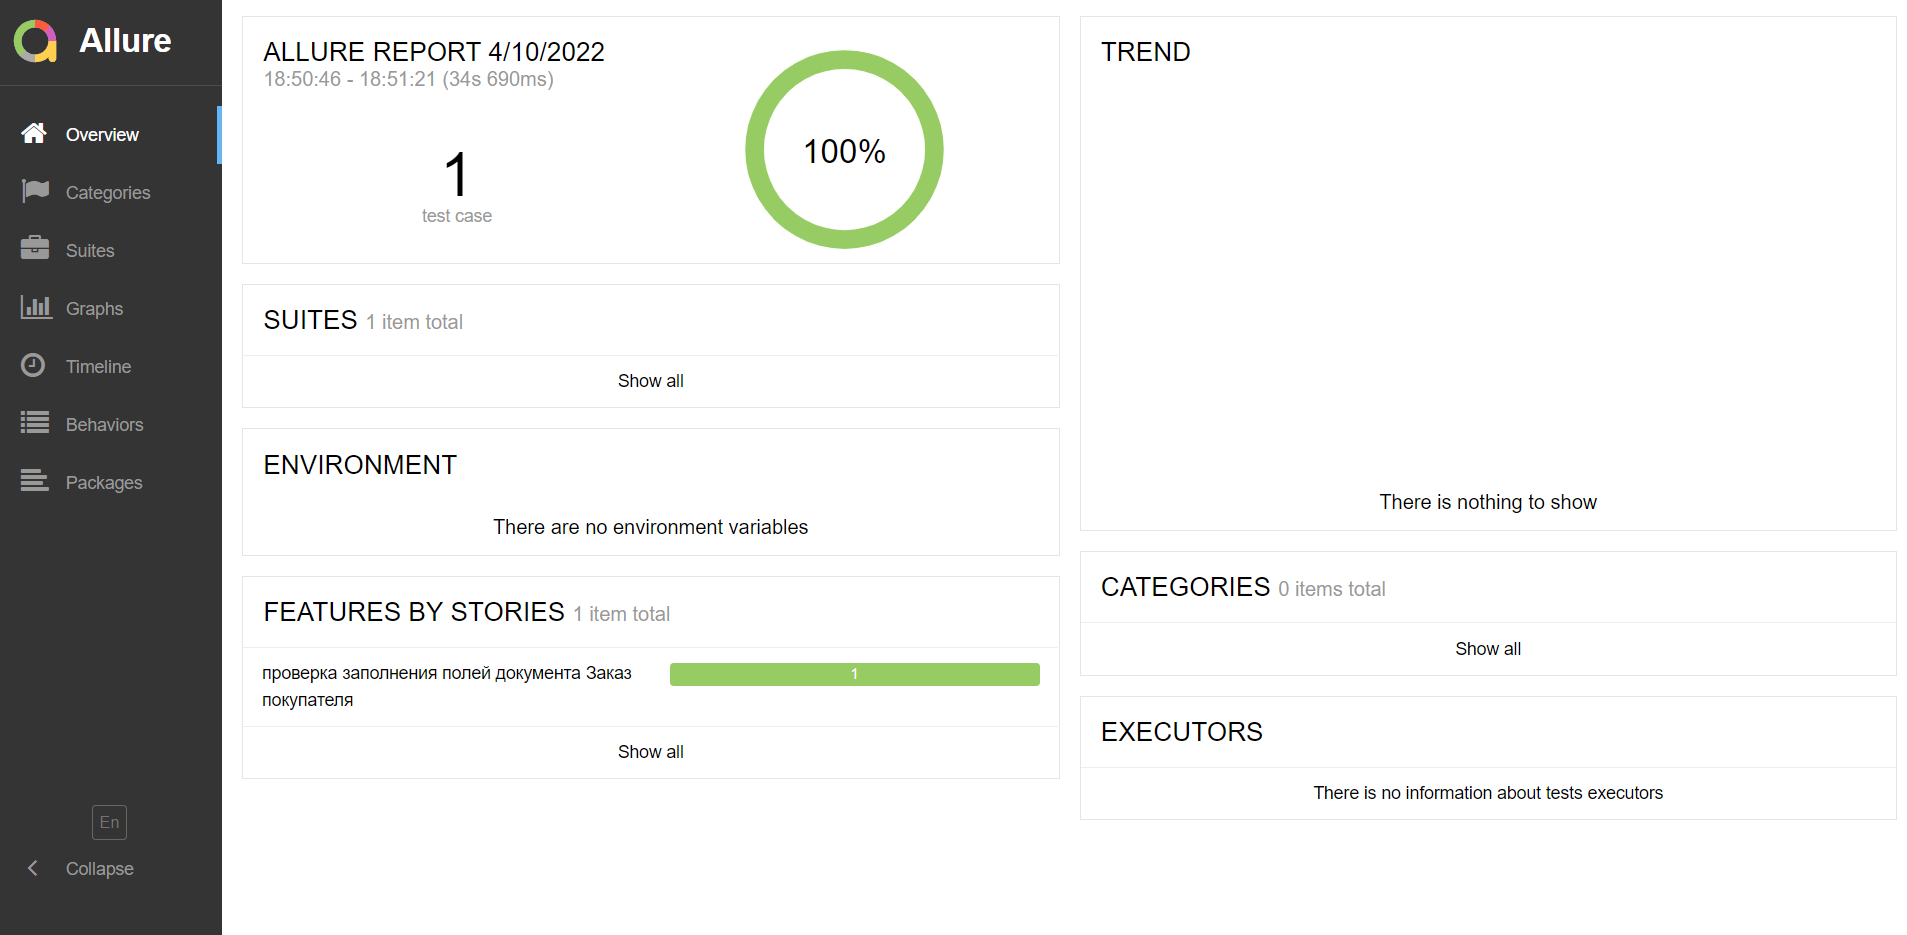 Allure
Overview
Categories
Suites
Graphs
Timeline
Behaviors
Packages
En
Collapse
ALLURE REPORT 4/10/2022
18:50:46 - 18:51:21 (34s 690ms)
1
test case
100%
SUITES 1 item total
Show all
ENVIRONMENT
There are no environment variables
FEATURES BY STORIES 1 item total
проверка заполнения полей документа Заказ
покупателя
1
Show all
TREND
There is nothing to show
CATEGORIES 0 items total
Show all
EXECUTORS
There is no information about tests executors